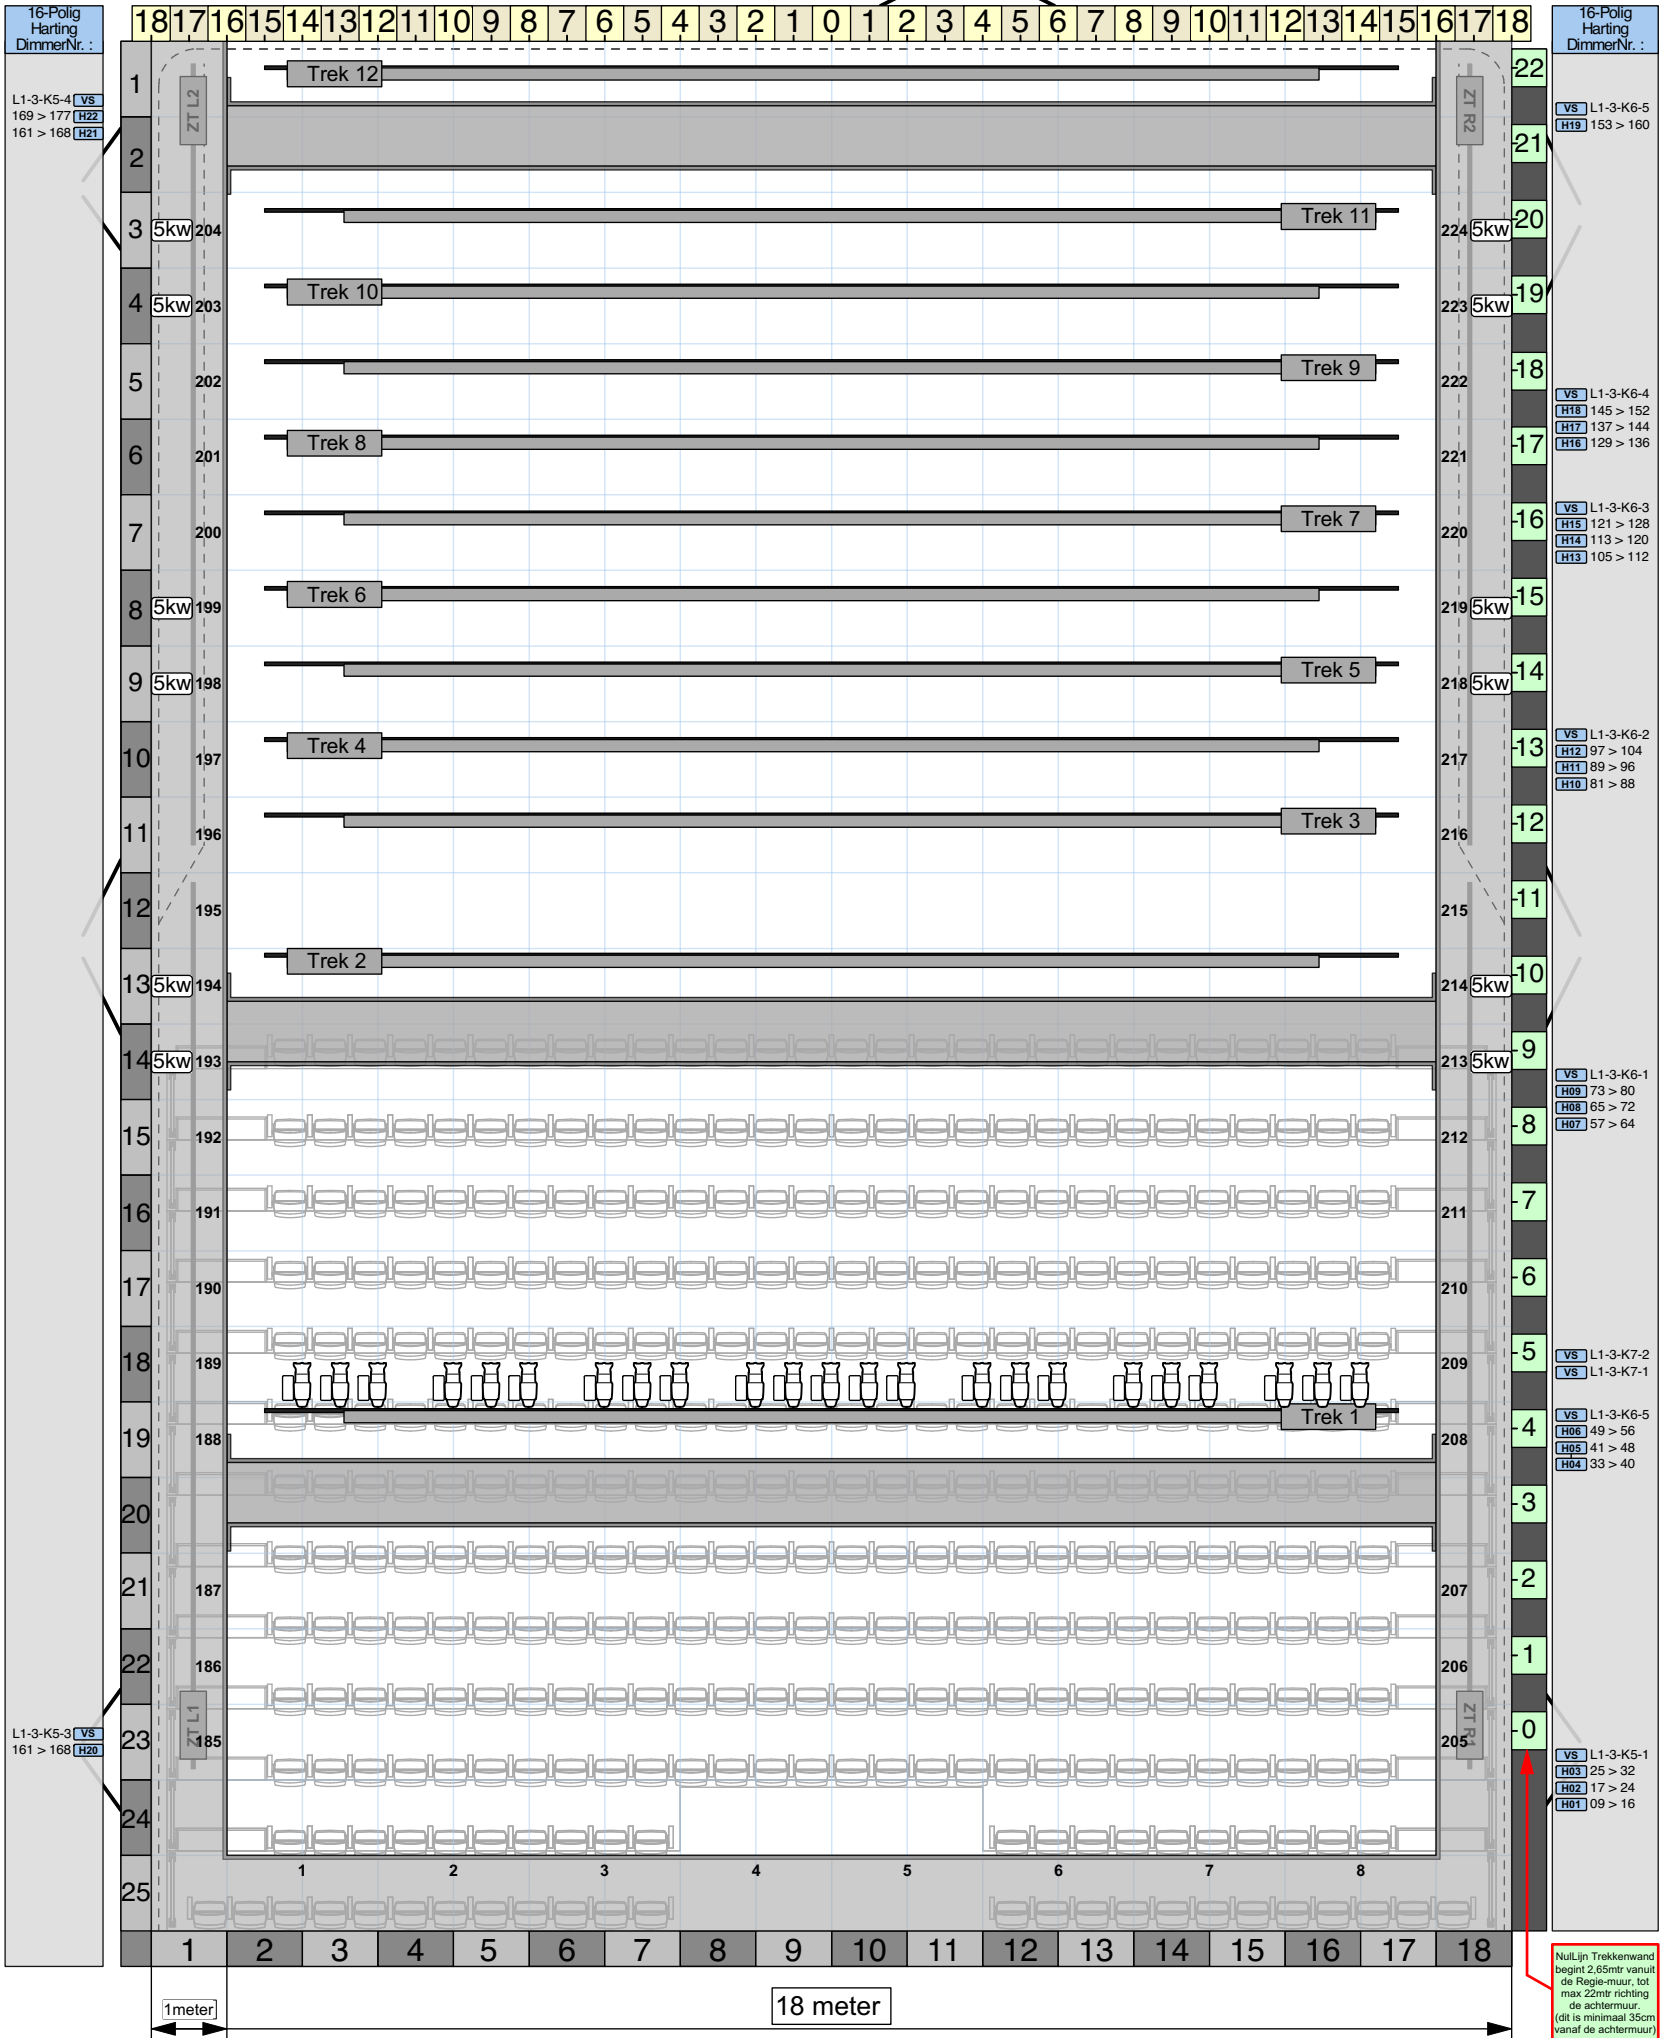 16-Polig
Harting
DimmerNr. :
18 17 16 15 14 13 12 11 10 9 8 7 6 5 4 3 2 1 0 1 2 3 4 5 6 7 8 9 10 11 12 13 14 15 16 17 18
16-Polig
Harting
DimmerNr. :
L1-3-K5-4 VS
169 > 177 H22
161 > 168 H21
L1-3-K5-3 VS
161 > 168 H20
1
2
3
4
5
6
7
8
9
10
11
12
13
14
15
16
17
18
19
20
21
22
23
24
25
ZT L2
5kw 204
5kw 203
202
201
200
5kw 199
5kw 198
197
196
195
5kw 194
5kw 193
192
191
190
189
188
187
186
185
ZT L1
Trek 12
Trek 11
Trek 10
Trek 9
Trek 8
Trek 7
Trek 6
Trek 5
Trek 4
Trek 3
Trek 2
Trek 1
ZT R2
224 5kw
223 5kw
222
221
220
219 5kw
218 5kw
217
216
215
214 5kw
213 5kw
212
211
210
209
208
207
206
205
ZT R1
22
21
20
19
18
17
16
15
14
13
12
11
10
9
8
7
6
5
4
3
2
1
0
VS L1-3-K6-5
H19 153 > 160
VS L1-3-K6-4
H18 145 > 152
H17 137 > 144
H16 129 > 136
VS L1-3-K6-3
H15 121 > 128
H14 113 > 120
H13 105 > 112
VS L1-3-K6-2
H12 97 > 104
H11 89 > 96
H10 81 > 88
VS L1-3-K6-1
H09 73 > 80
H08 65 > 72
H07 57 > 64
VS L1-3-K7-2
VS L1-3-K7-1
VS L1-3-K6-5
H06 49 > 56
H05 41 > 48
H04 33 > 40
VS L1-3-K5-1
H03 25 > 32
H02 17 > 24
H01 09 > 16
1 2 3 4 5 6 7 8
1 2 3 4 5 6 7 8 9 10 11 12 13 14 15 16 17 18
1meter
18 meter
NulLijn Trekkenwand
begint 2,65mtr vanuit
de Regie-muur, tot
max 22mtr richting
de achtermuur.
(dit is minimaal 35cm
vanaf de achtermuur)